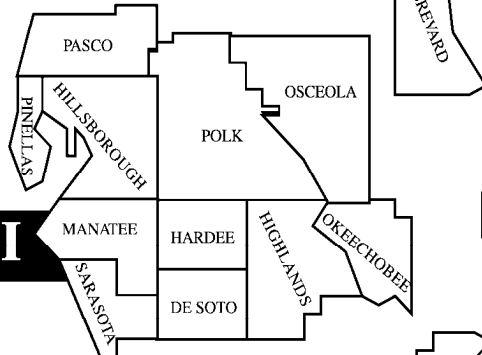 BREVARD
PASCO
OSCEOLA
HILLSBOROUGH
PINELLAS
POLK
MANATEE
HARDEE
HIGHLANDS
OKEECHOBEE
I
SARASOTA
DE SOTO